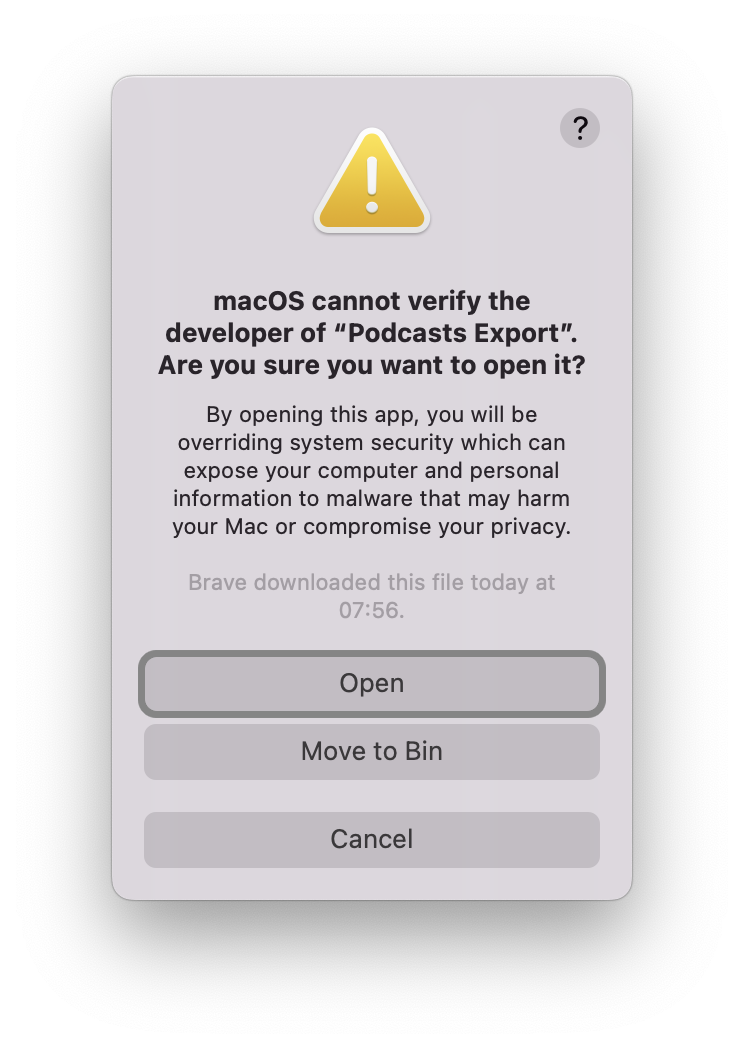 ?
macOS cannot verify the
developer of “Podcasts Export”.
Are you sure you want to open it?
By opening this app, you will be
overriding system security which can
expose your computer and personal
information to malware that may harm
your Mac or compromise your privacy.
Brave downloaded this file today at
07:56.
Open
Move to Bin
Cancel